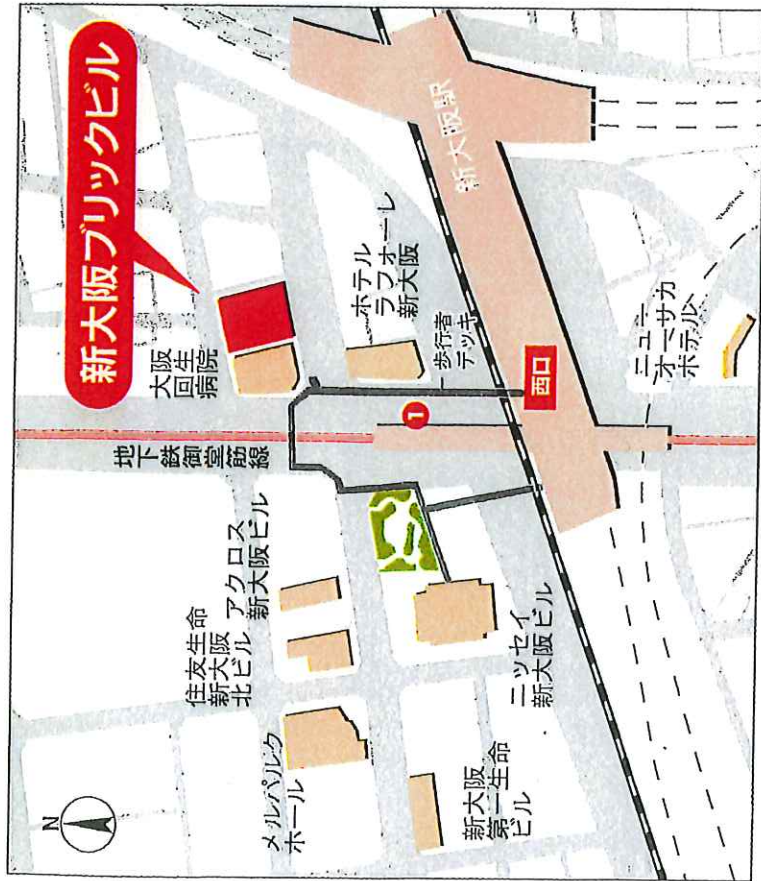 新大阪ブリックビル
大阪
回生
病院
地下鉄御堂筋線
ホテル
ラフォーレ
新大阪
歩行者
デッキ
新大阪駅
西口
1
ニュー
オーサカ
ホテル
アクロス
新大阪ビル
住友生命
新大阪
北ビル
ニッセイ
新大阪ビル
メルパルク
ホール
新大阪
第一生命
ビル
N